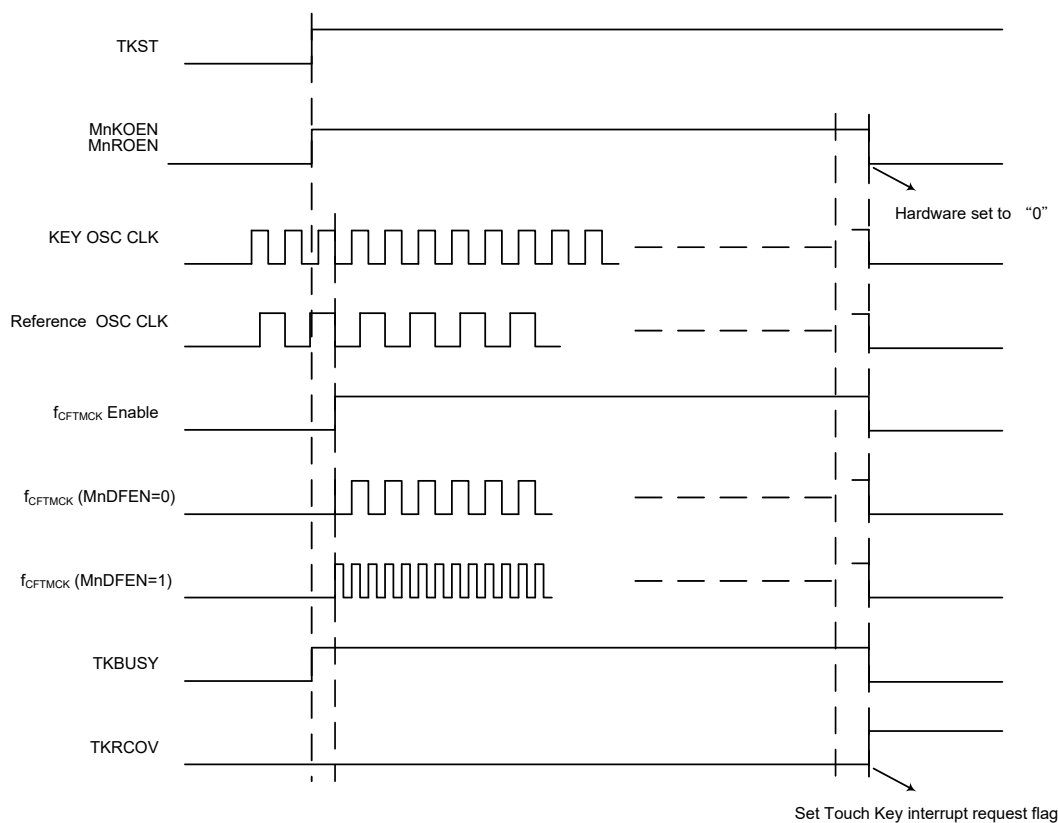 TKST
MnKOEN
MnROEN
Hardware set to “0”
KEY OSC CLK
Reference OSC CLK
fCFTMCK Enable
fCFTMCK (MnDFEN=0)
fCFTMCK (MnDFEN=1)
TKBUSY
TKRCOV
Set Touch Key interrupt request flag